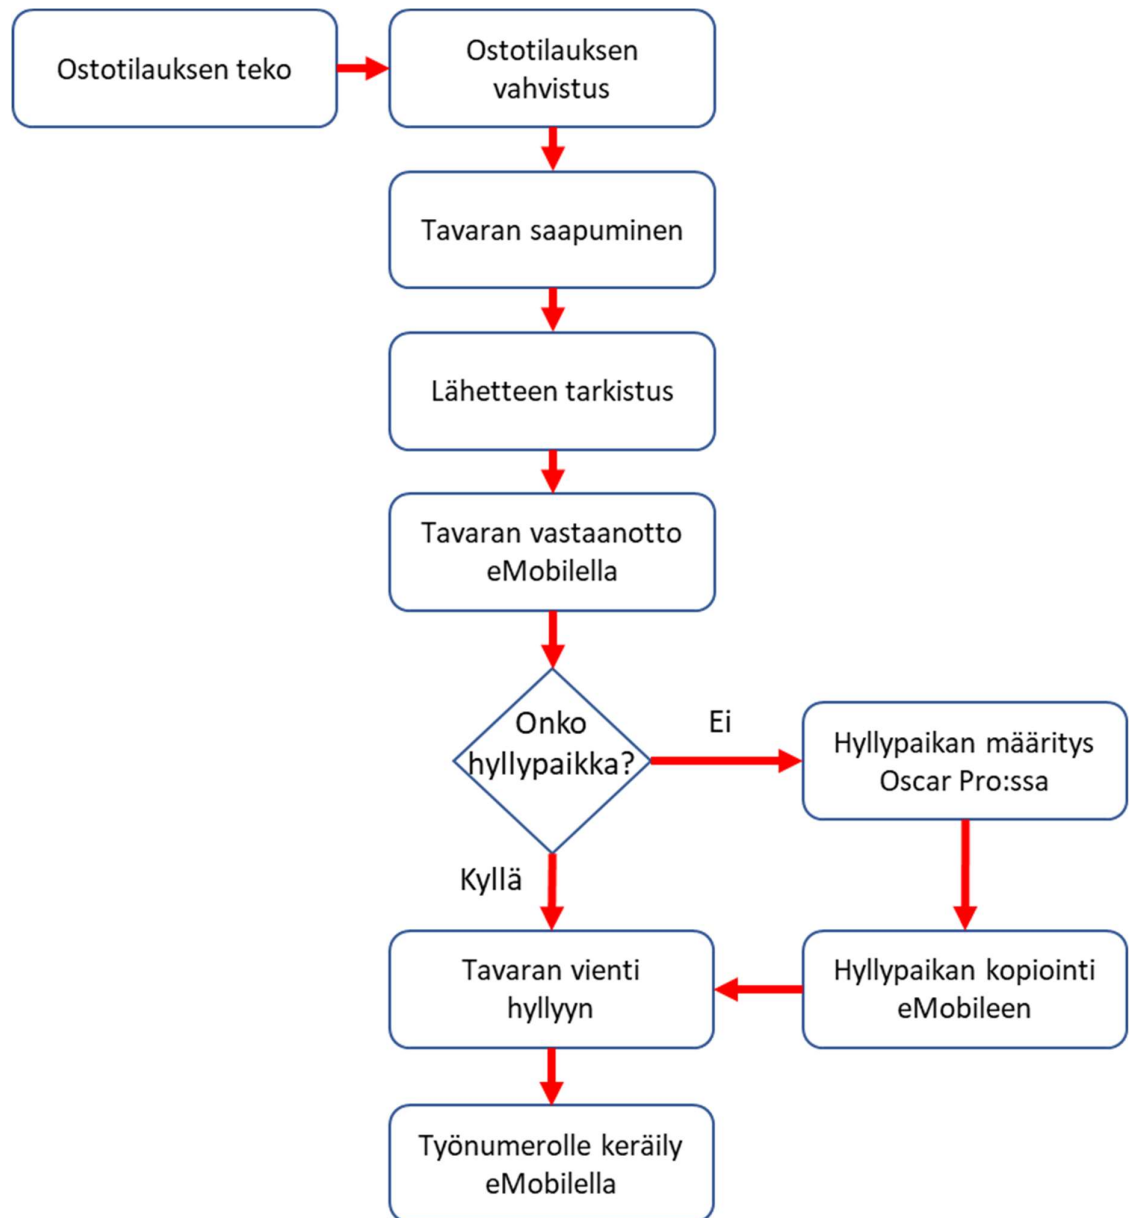 Ostotilauksen teko
Ostotilauksen
vahvistus
Tavaran saapuminen
Lähetteen tarkistus
Tavaran vastaanotto
eMobilella
Onko
hyllypaikka?
Ei
Hyllypaikan määritys
Oscar Pro:ssa
Kyllä
Tavaran vienti
hyllyyn
Hyllypaikan kopiointi
eMobileen
Työnumerolle keräily
eMobilella